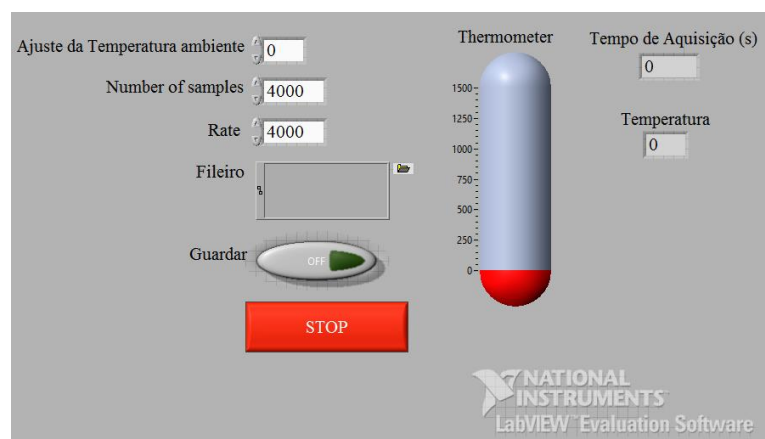 Ajuste da Temperatura ambiente 0
Number of samples 4000
Rate 4000
Fileiro
Guardar OFF
STOP
Thermometer
1500
1250
1000
750
500
250
0
Tempo de Aquisição (s)
0
Temperatura
0
NATIONAL
INSTRUMENTS
LabVIEW Evaluation Software